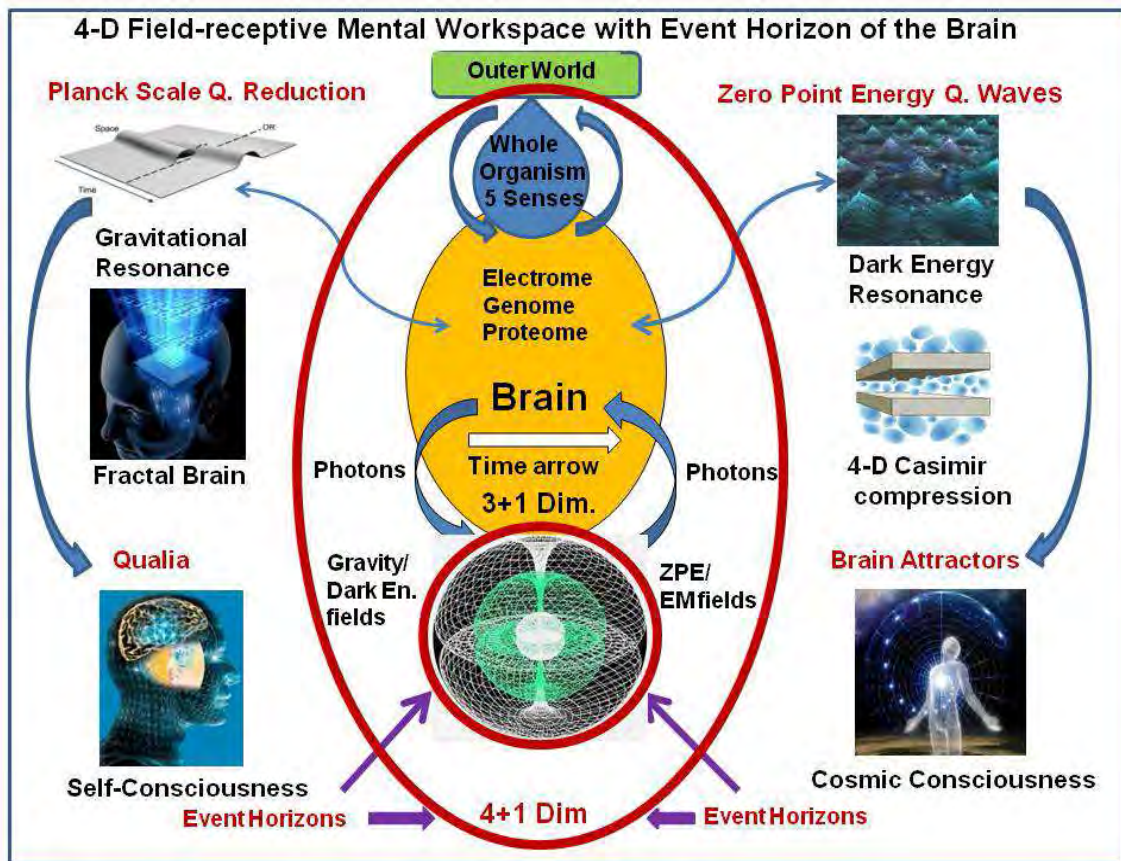 4-D Field-receptive Mental Workspace with Event Horizon of the Brain
Outer World
Planck Scale Q. Reduction
Zero Point Energy Q. Waves
Space
OR
Time
Whole
Organism
5 Senses
Gravitational
Resonance
Dark Energy
Resonance
Electrome
Genome
Proteome
Brain
Fractal Brain
Photons
Time arrow
3+1 Dim.
Photons
4-D Casimir
compression
Qualia
Gravity/
Dark En.
fields
ZPE/
EMfields
Brain Attractors
Self-Consciousness
Cosmic Consciousness
Event Horizons
4+1 Dim
Event Horizons